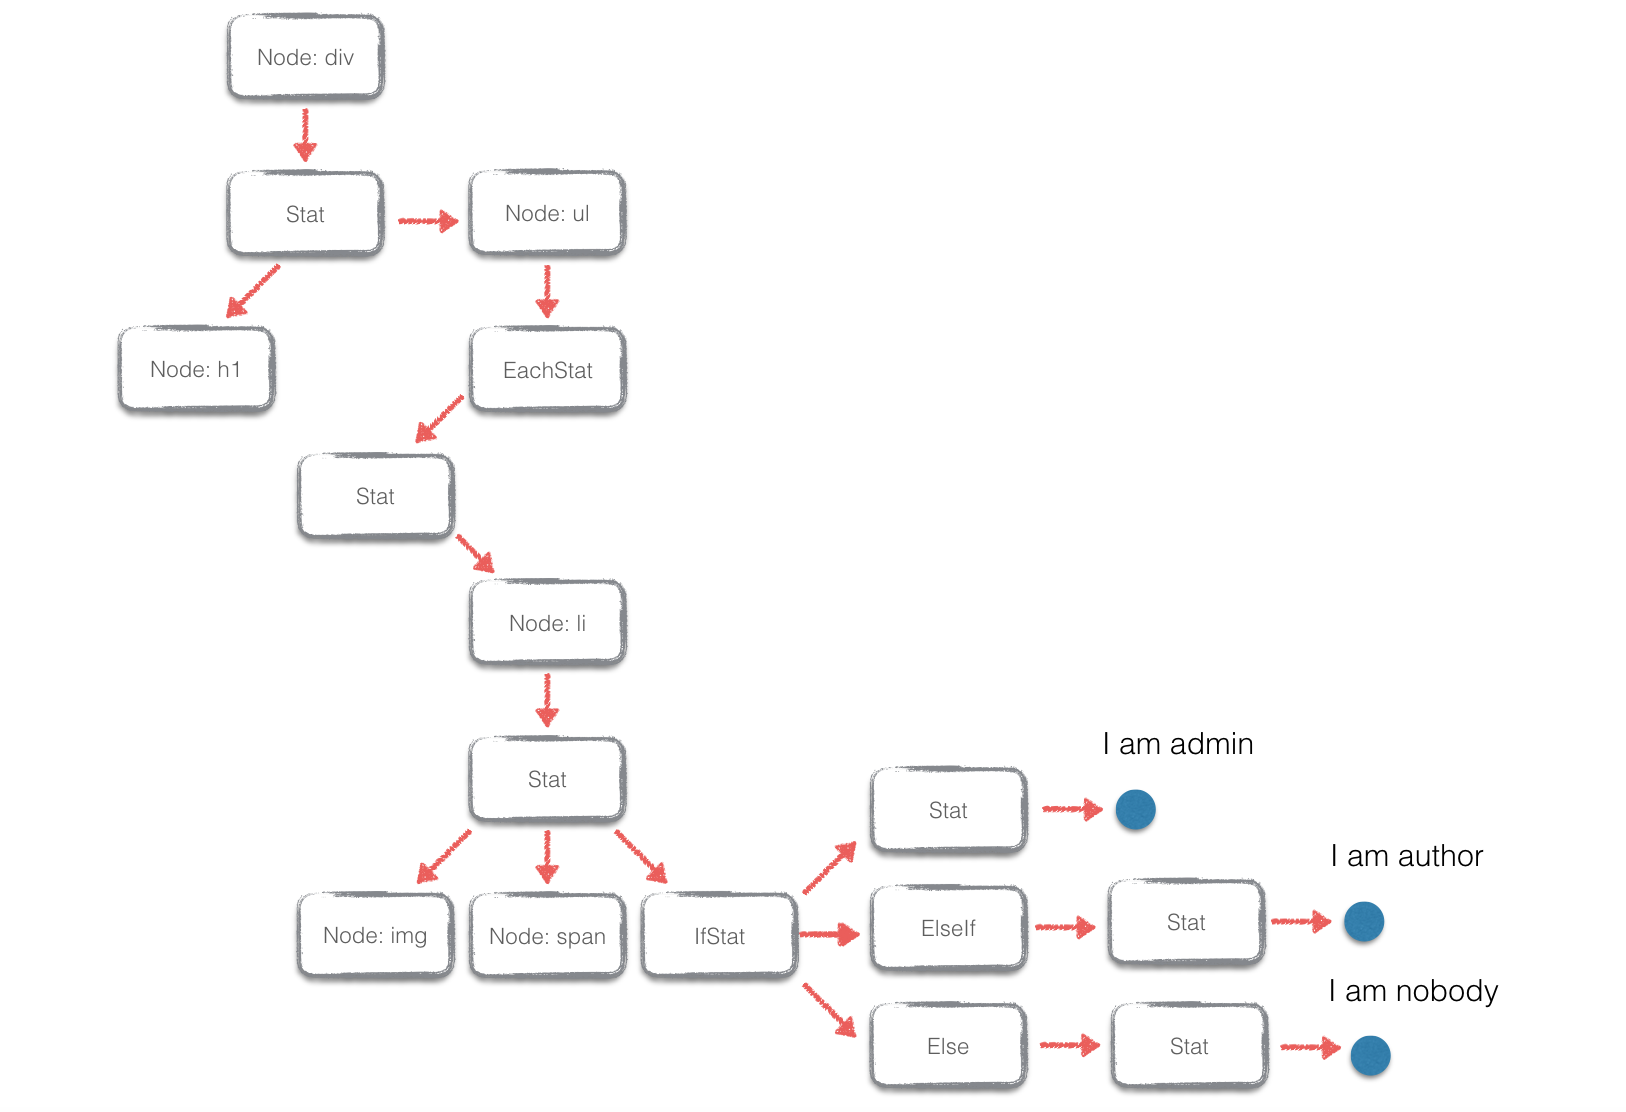 Node: div
Stat
Node: ul
Node: h1
EachStat
Stat
Node: li
Stat
Node: img
Node: span
IfStat
Stat
I am admin
ElseIf
Stat
I am author
Else
Stat
I am nobody